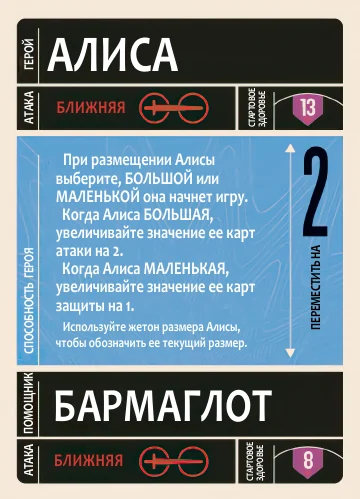 ГЕРОЙ
АЛИСА
АТАКА
БЛИЖНЯЯ
СТАРТОВОЕ
ЗДОРОВЬЕ
13
СПОСОБНОСТЬ ГЕРОЯ
При размещении Алисы
выберите, БОЛЬШОЙ или
МАЛЕНЬКОЙ она начнет игру.
Когда Алиса БОЛЬШАЯ,
увеличивайте значение ее карт
атаки на 2.
Когда Алиса МАЛЕНЬКАЯ,
увеличивайте значение ее карт
защиты на 1.
Используйте жетон размера Алисы,
чтобы обозначить ее текущий размер.
ПЕРЕМЕСТИТЬ НА
2
ПОМОЩНИК
БАРМАГЛОТ
АТАКА
БЛИЖНЯЯ
СТАРТОВОЕ
ЗДОРОВЬЕ
8